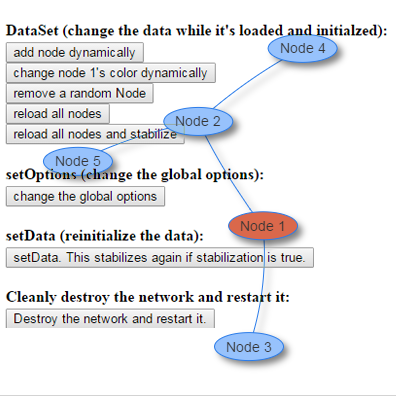 DataSet (change the data while it's loaded and initialzed):
Node 4
add node dynamically
change node 1's color dynamically
remove a random Node
reload all nodes
Node 2
reload all nodes and stabilize
Node 5
setOptions (change the global options):
change the global options
Node 1
setData (reinitialize the data):
setData. This stabilizes again if stabilization is true.
Cleanly destroy the network and restart it:
Destroy the network and restart it.
Node 3